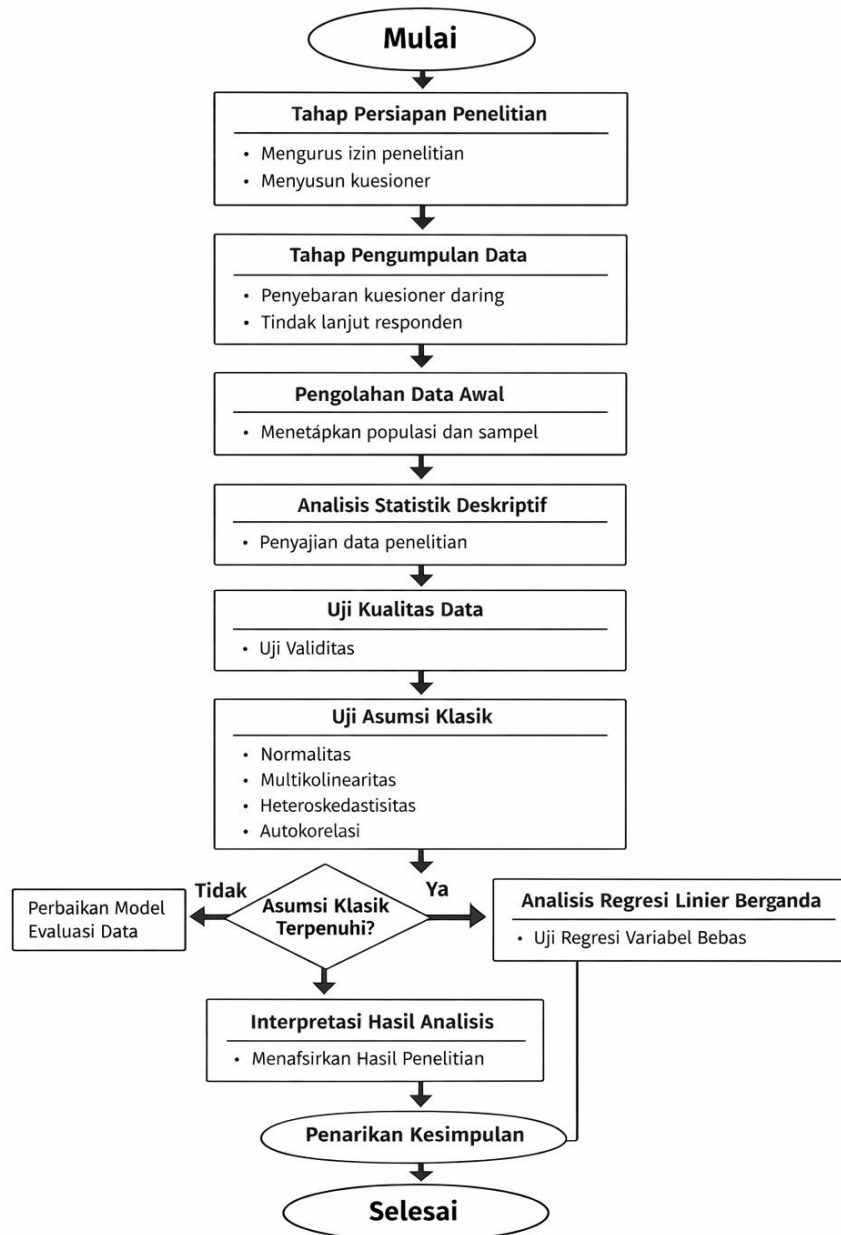 Mulai
Tahap Persiapan Penelitian
• Mengurus izin penelitian
• Menyusun kuesioner
Tahap Pengumpulan Data
• Penyebaran kuesioner daring
• Tindak lanjut responden
Pengolahan Data Awal
• Menetápkan populasi dan sampel
Analisis Statistik Deskriptif
• Penyajian data penelitian
Uji Kualitas Data
• Uji Validitas
Uji Asumsi Klasik
• Normalitas
• Multikolinearitas
• Heteroskedastisitas
• Autokorelasi
Tidak
Ya
Perbaikan Model
Evaluasi Data
Asumsi Klasik
Terpenuhi?
Analisis Regresi Linier Berganda
• Uji Regresi Variabel Bebas
Interpretasi Hasil Analisis
• Menafsirkan Hasil Penelitian
Penarikan Kesimpulan
Selesai